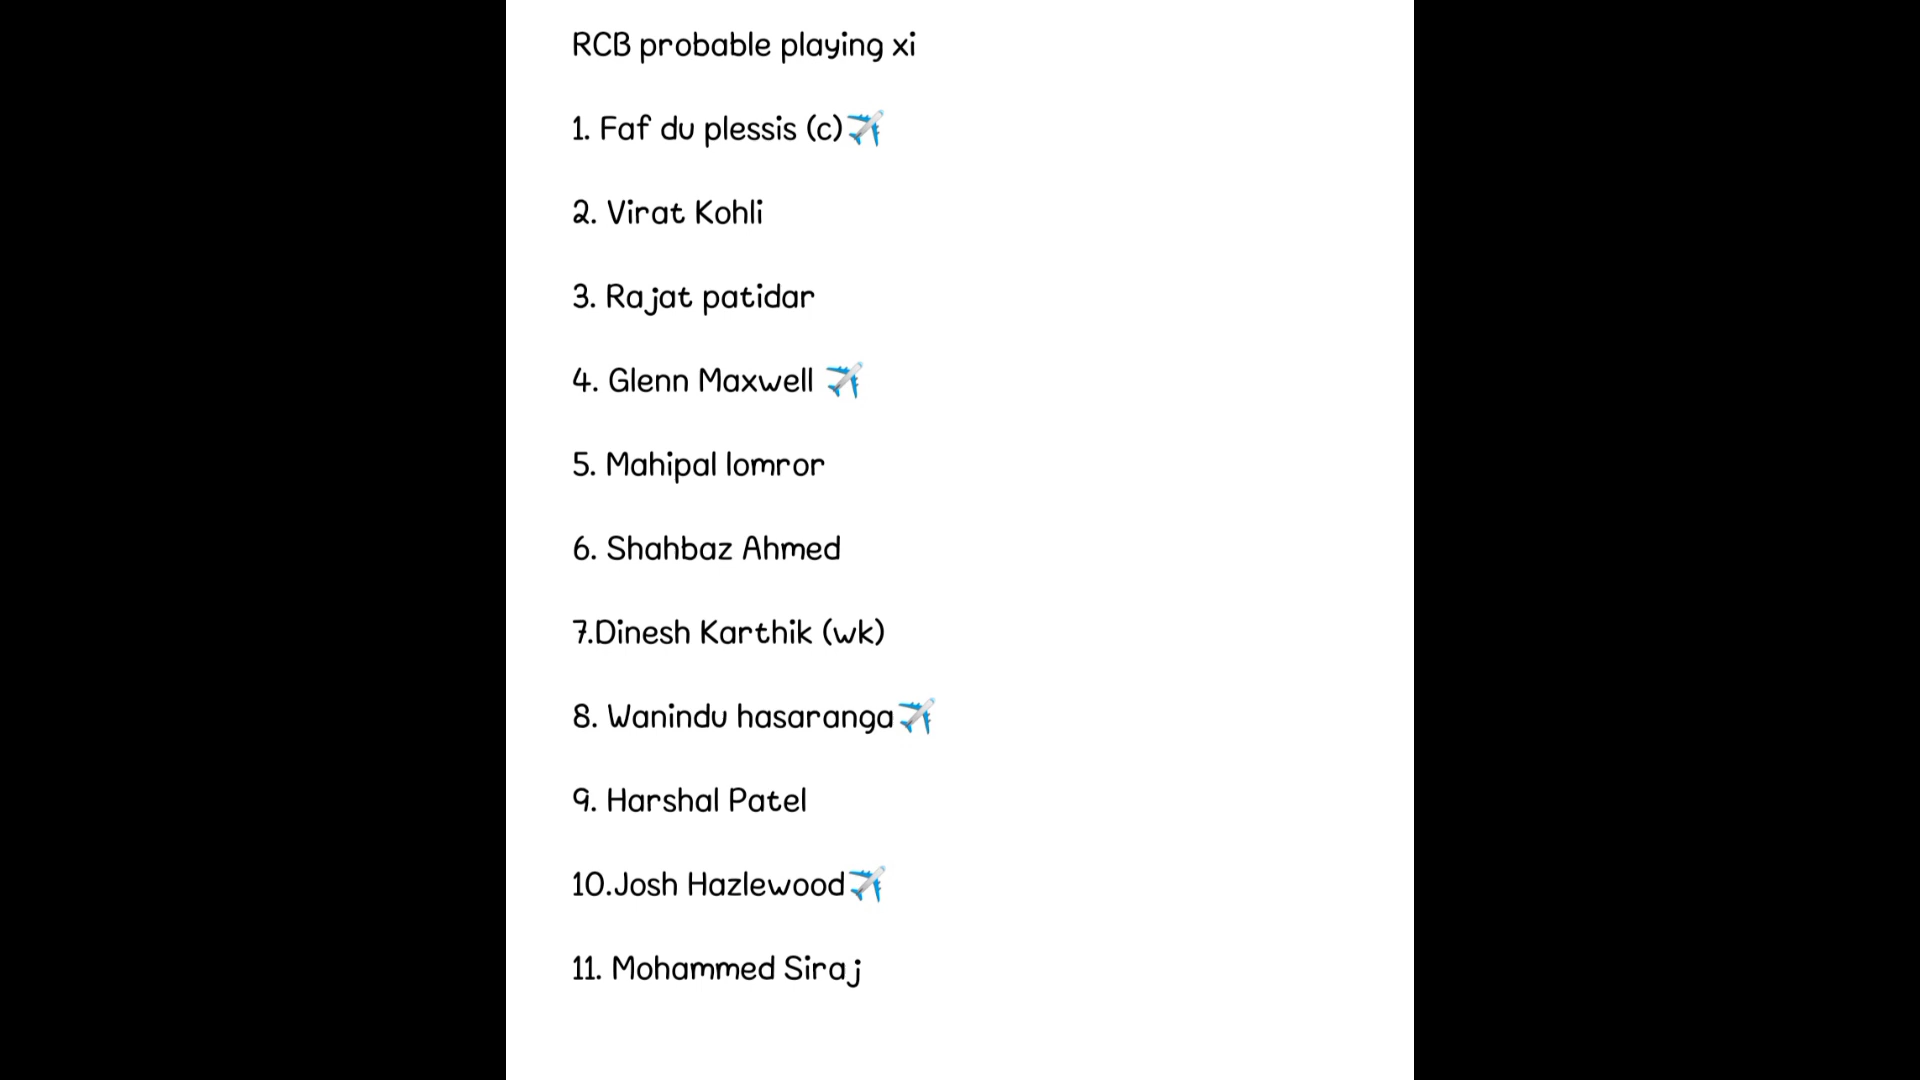 RCB probable playing xi
1. Faf du plessis (c)✈️
2. Virat Kohli
3. Rajat patidar
4. Glenn Maxwell ✈️
5. Mahipal lomror
6. Shahbaz Ahmed
7.Dinesh Karthik (wk)
8. Wanindu hasaranga✈️
9. Harshal Patel
10.Josh Hazlewood✈️
11. Mohammed Siraj